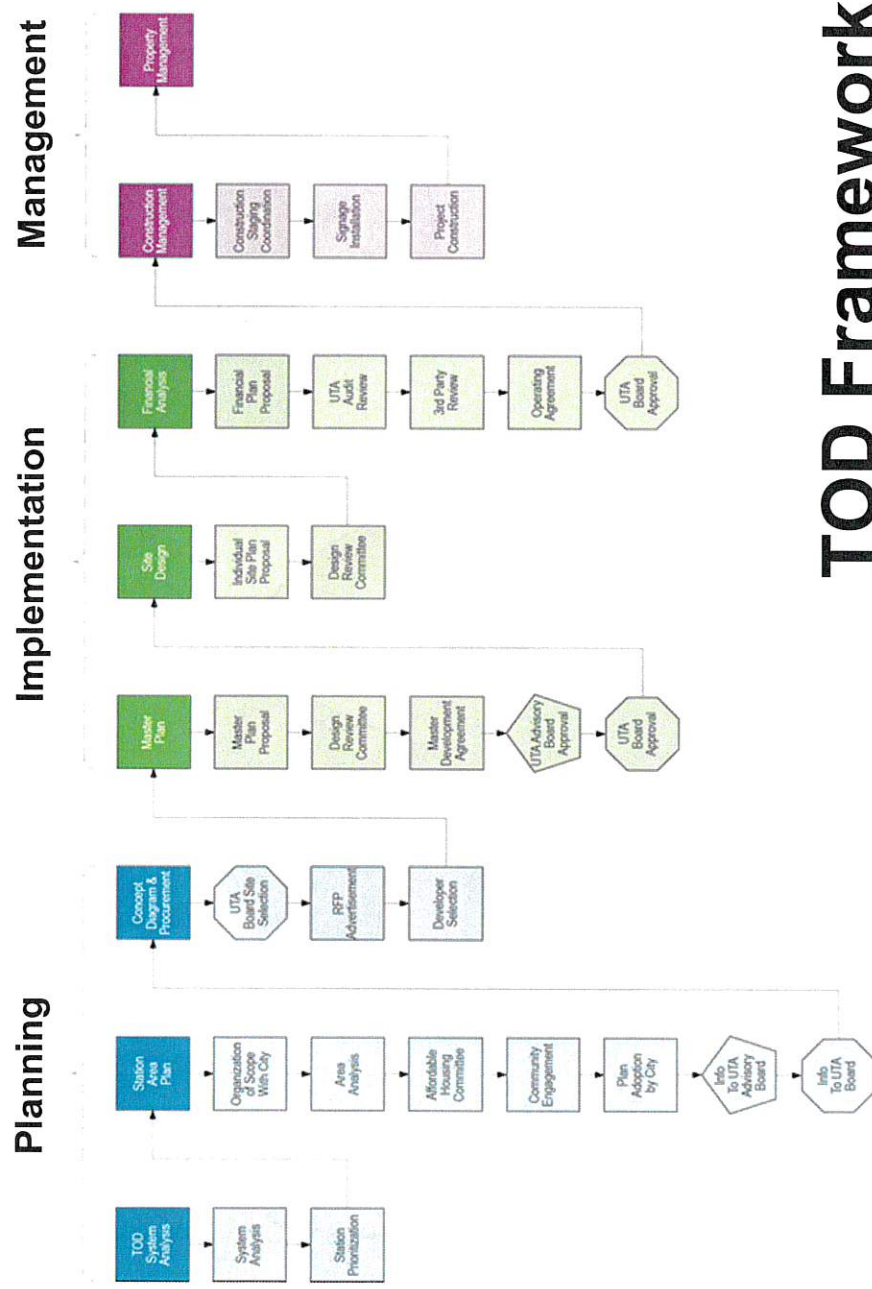 Planning
Implementation
Management
TOD
System
Analysis
System
Analysis
Station
Prioritization
Station
Area
Plan
Organization
of Scope
With City
Area
Analysis
Affordable
Housing
Committee
Community
Engagement
Plan
Adoption
by City
Info
To UTA
Advisory
Board
Info
To UTA
Board
Concept
Diagram &
Procurement
UTA
Board Site
Selection
RFP
Advertisement
Developer
Selection
Master
Plan
Master
Plan
Proposal
Design
Review
Committee
Master
Development
Agreement
UTA Advisory
Board
Approval
UTA
Board
Approval
Site
Design
Individual
Site Plan
Proposal
Design
Review
Committee
Financial
Analysis
Financial
Plan
Proposal
UTA
Audit
Review
3rd Party
Review
Operating
Agreement
UTA
Board
Approval
Construction
Management
Construction
Staging
Coordination
Signage
Installation
Project
Construction
Property
Management
TOD Framework